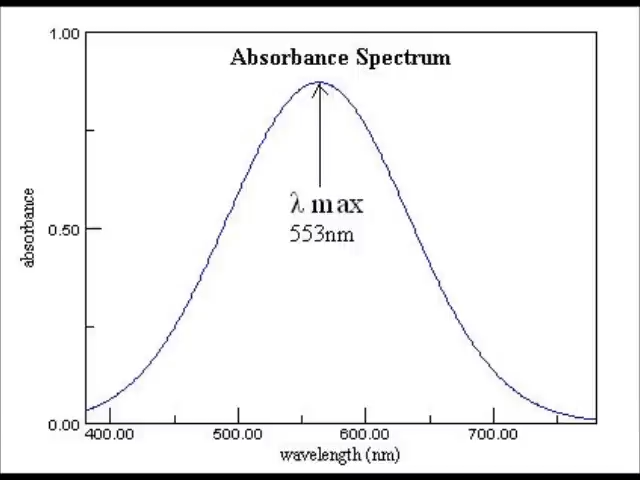 Absorbance Spectrum
1.00
0.50
0.00
absorbance
λ max
553nm
400.00 500.00 600.00 700.00
wavelength (nm)